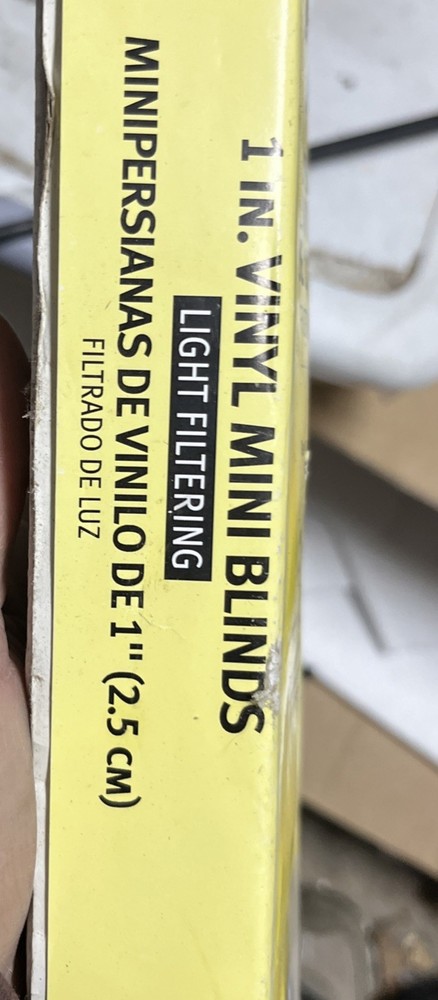 1 IN. VINYL MINI BLINDS
LIGHT FILTERING
MINIPERSIANAS DE VINILO DE 1" (2.5 CM)
FILTRADO DE LUZ